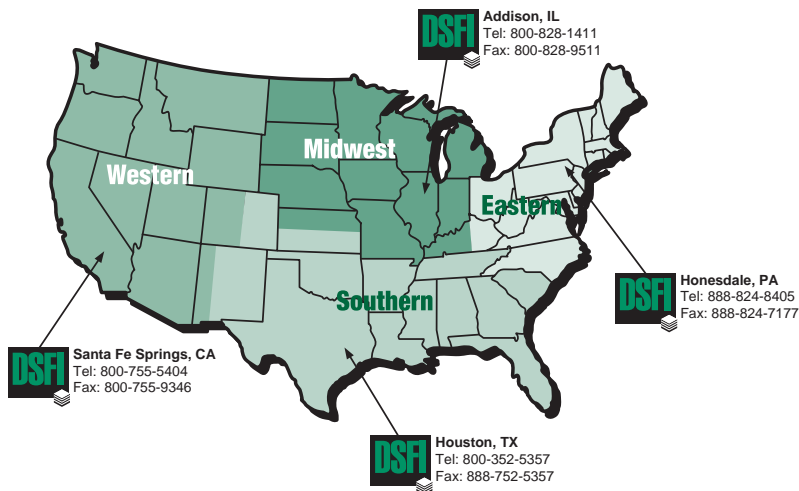 DSFI
Addison, IL
Tel: 800-828-1411
Fax: 800-828-9511
Midwest
Western
Eastern
DSFI
Honesdale, PA
Tel: 888-824-8405
Fax: 888-824-7177
Southern
DSFI
Santa Fe Springs, CA
Tel: 800-755-5404
Fax: 800-755-9346
DSFI
Houston, TX
Tel: 800-352-5357
Fax: 888-752-5357